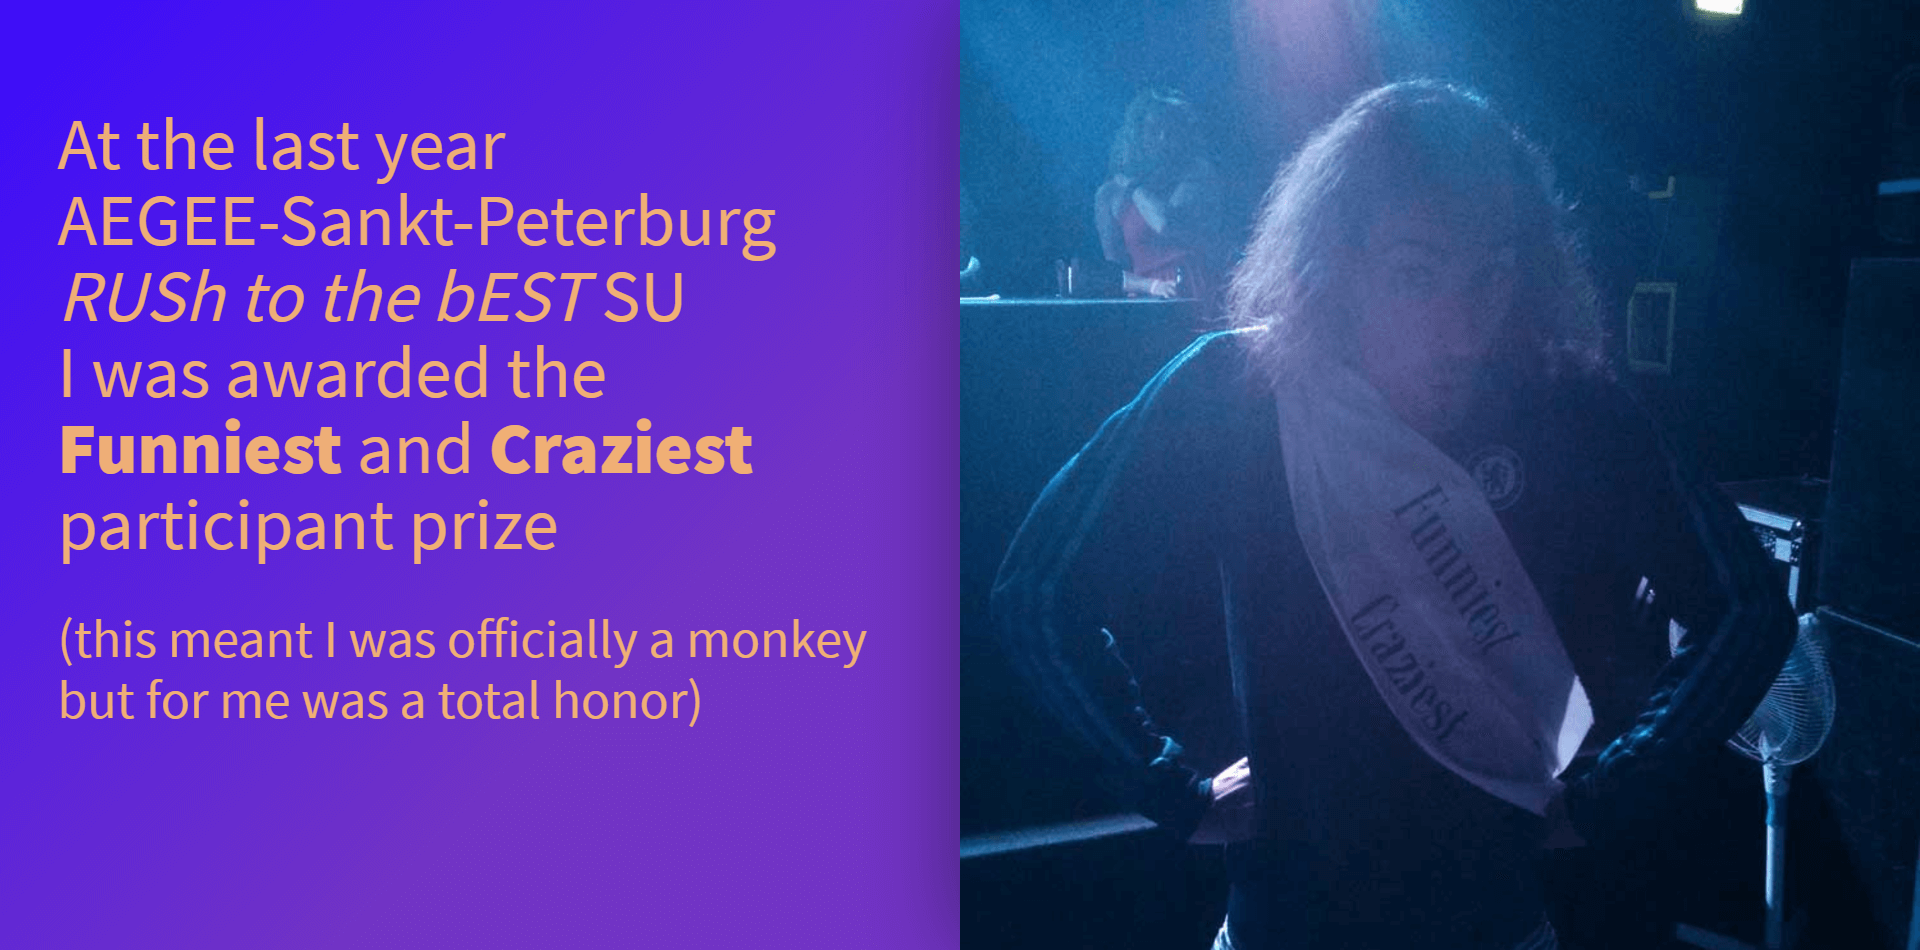 At the last year
AEGEE-Sankt-Peterburg
RUSh to the bEST SU
I was awarded the
Funniest and Craziest
participant prize
(this meant I was officially a monkey
but for me was a total honor)
Funniest
Craziest